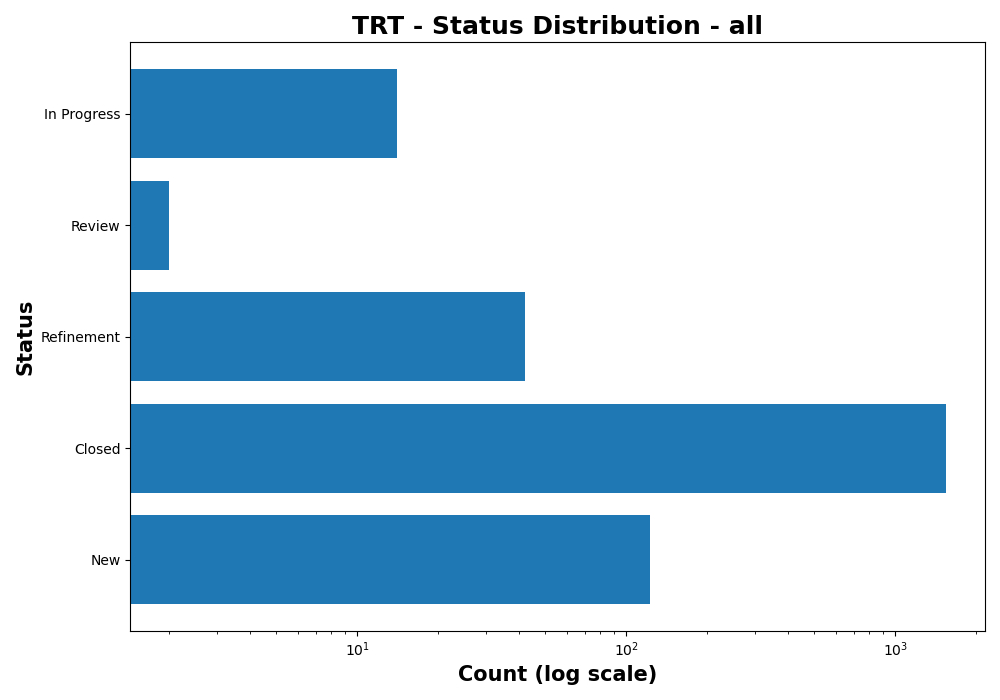 TRT - Status Distribution - all
In Progress
Review
Refinement
Closed
New
Status
10¹
10²
10³
Count (log scale)